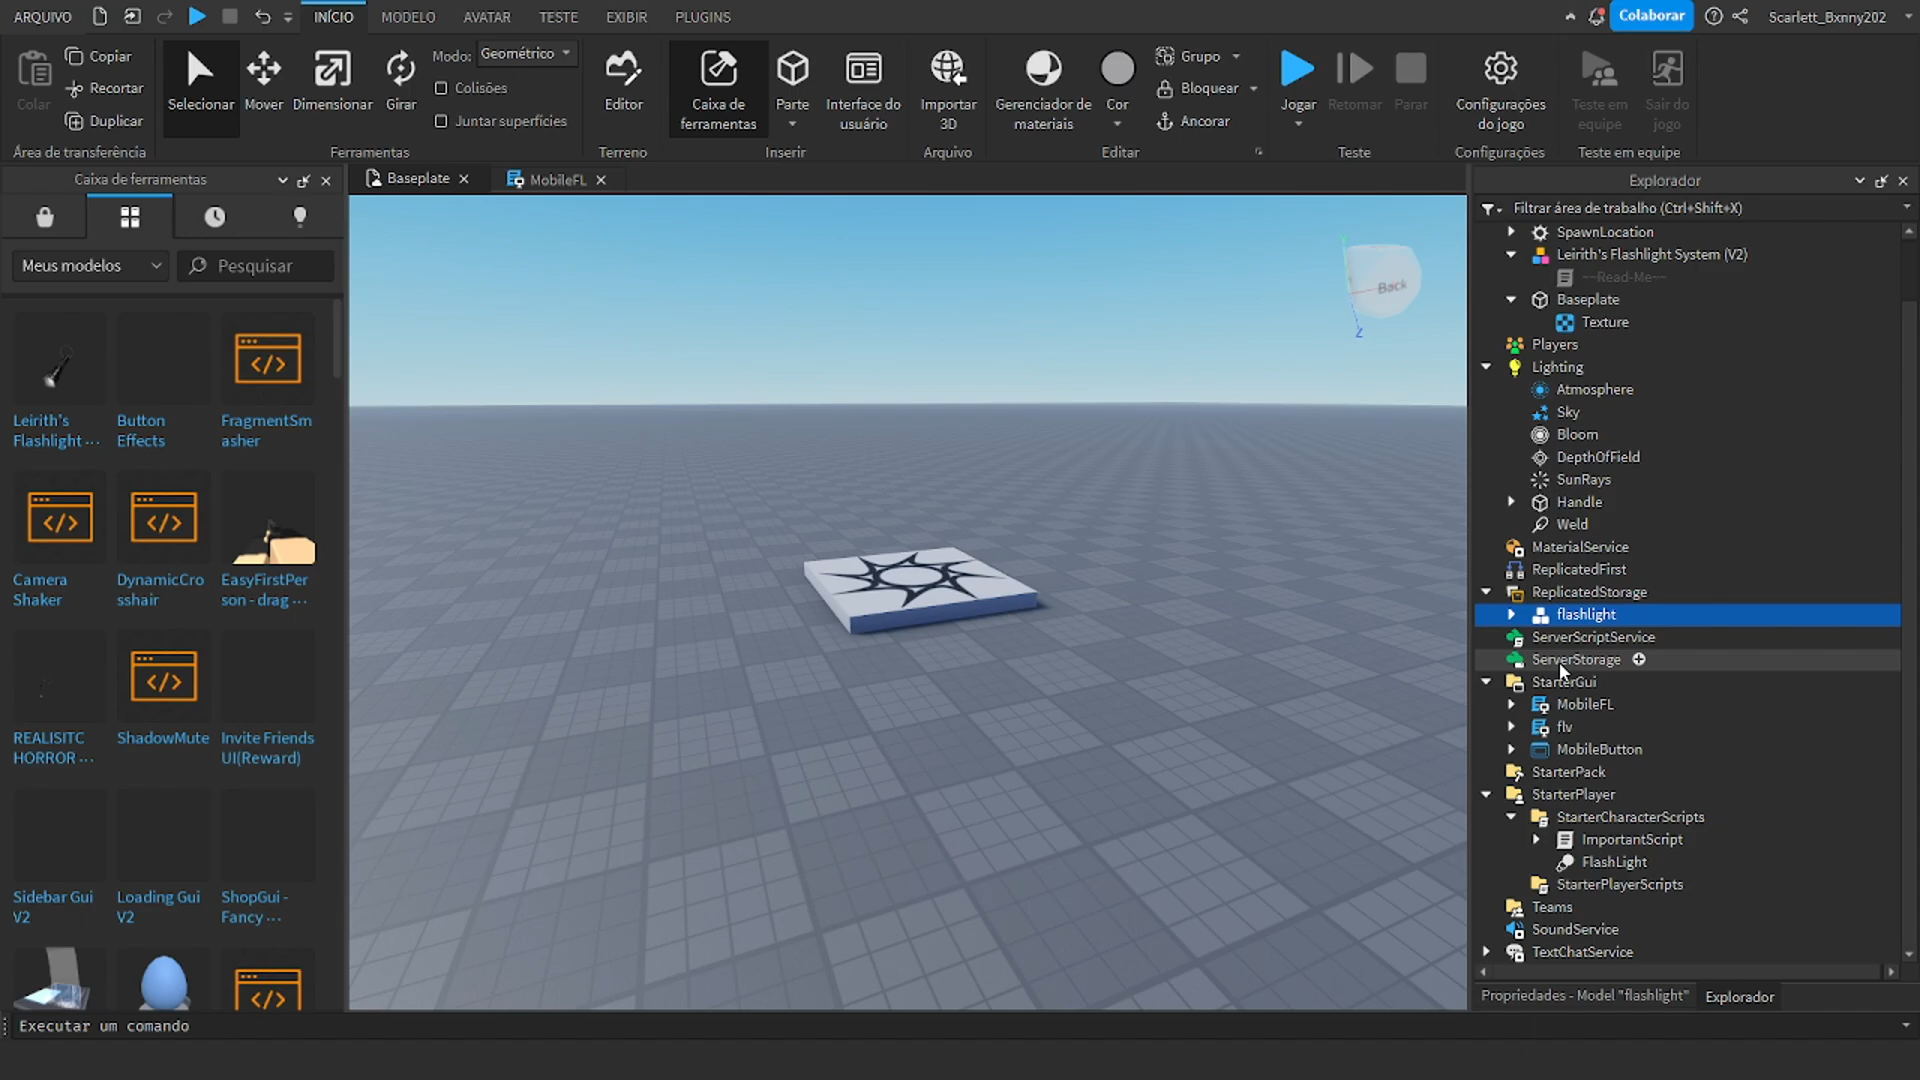 ARQUIVO
INÍCIO
MODELO
AVATAR
TESTE
EXIBIR
PLUGINS
Colaborar
Scarlett_Bxnny202
Colar
Copiar
Recortar
Duplicar
Área de transferência
Selecionar
Mover
Dimensionar
Girar
Modo: Geométrico
Colisões
Juntar superfícies
Ferramentas
Editor
Terreno
Caixa de
ferramentas
Parte
Interface do
usuário
Inserir
Importar
3D
Arquivo
Gerenciador de
materiais
Cor
Grupo
Bloquear
Ancorar
Editar
Jogar
Retomar
Parar
Teste
Configurações
do jogo
Configurações
Teste em
equipe
Sair do
jogo
Teste em equipe
Caixa de ferramentas
Meus modelos
Pesquisar
Leirith's
Flashlight ...
Button
Effects
FragmentSm
asher
Camera
Shaker
DynamicCro
sshair
EasyFirstPer
son - drag ...
REALISITC
HORROR ...
ShadowMute
Invite Friends
UI(Reward)
Sidebar Gui
V2
Loading Gui
V2
ShopGui -
Fancy ...
Baseplate
MobileFL
Back
Z
Explorador
Filtrar área de trabalho (Ctrl+Shift+X)
SpawnLocation
Leirith's Flashlight System (V2)
~~Read-Me~~
Baseplate
Texture
Players
Lighting
Atmosphere
Sky
Bloom
DepthOfField
SunRays
Handle
Weld
MaterialService
ReplicatedFirst
ReplicatedStorage
flashlight
ServerScriptService
ServerStorage
StarterGui
MobileFL
flv
MobileButton
StarterPack
StarterPlayer
StarterCharacterScripts
ImportantScript
FlashLight
StarterPlayerScripts
Teams
SoundService
TextChatService
Propriedades - Model "flashlight"
Explorador
Executar um comando